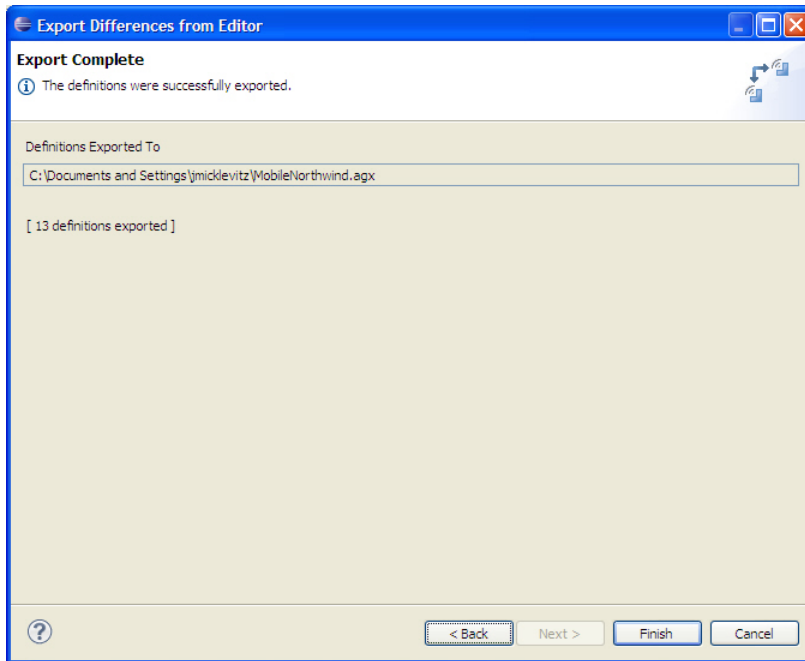 Export Differences from Editor
Export Complete
The definitions were successfully exported.
Definitions Exported To
C:\Documents and Settings\jmicklevitz\MobileNorthwind.agx
[ 13 definitions exported ]
< Back Next > Finish Cancel